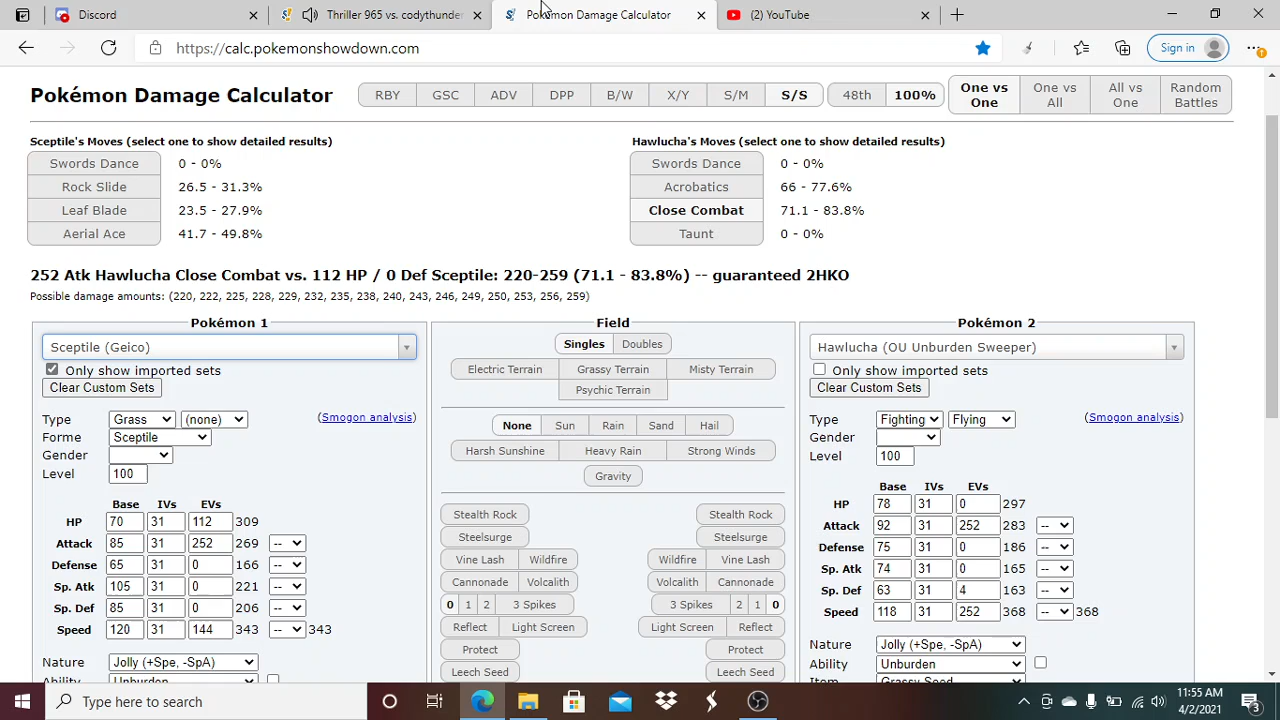 Discord
Thriller 965 vs. codythunder
Pokémon Damage Calculator
(2) YouTube
https://calc.pokemonshowdown.com
Sign in
Pokémon Damage Calculator
RBY GSC ADV DPP B/W X/Y S/M S/S 48th 100% One vs One One vs All All vs One Random Battles
Sceptile's Moves (select one to show detailed results)
Swords Dance 0 - 0%
Rock Slide 26.5 - 31.3%
Leaf Blade 23.5 - 27.9%
Aerial Ace 41.7 - 49.8%
Hawlucha's Moves (select one to show detailed results)
Swords Dance 0 - 0%
Acrobatics 66 - 77.6%
Close Combat 71.1 - 83.8%
Taunt 0 - 0%
252 Atk Hawlucha Close Combat vs. 112 HP / 0 Def Sceptile: 220-259 (71.1 - 83.8%) -- guaranteed 2HKO
Possible damage amounts: (220, 222, 225, 228, 229, 232, 235, 238, 240, 243, 246, 249, 250, 253, 256, 259)
Pokémon 1
Sceptile (Geico)
Only show imported sets
Clear Custom Sets
Type Grass (none) (Smogon analysis)
Forme Sceptile
Gender
Level 100
Base IVs EVs
HP 70 31 112 309
Attack 85 31 252 269 --
Defense 65 31 0 166 --
Sp. Atk 105 31 0 221 --
Sp. Def 85 31 0 206 --
Speed 120 31 144 343 -- 343
Nature Jolly (+Spe, -SpA)
Ability Unburden
Field
Singles Doubles
Electric Terrain Grassy Terrain Misty Terrain
Psychic Terrain
None Sun Rain Sand Hail
Harsh Sunshine Heavy Rain Strong Winds
Gravity
Stealth Rock Stealth Rock
Steelsurge Steelsurge
Vine Lash Wildfire Wildfire Vine Lash
Cannonade Volcalith Volcalith Cannonade
0 1 2 3 Spikes 3 Spikes 2 1 0
Reflect Light Screen Light Screen Reflect
Protect Protect
Leech Seed Leech Seed
Pokémon 2
Hawlucha (OU Unburden Sweeper)
Only show imported sets
Clear Custom Sets
Type Fighting Flying (Smogon analysis)
Gender
Level 100
Base IVs EVs
HP 78 31 0 297
Attack 92 31 252 283 --
Defense 75 31 0 186 --
Sp. Atk 74 31 0 165 --
Sp. Def 63 31 4 163 --
Speed 118 31 252 368 -- 368
Nature Jolly (+Spe, -SpA)
Ability Unburden
Item Grassy Seed
Type here to search
11:55 AM
4/2/2021
3